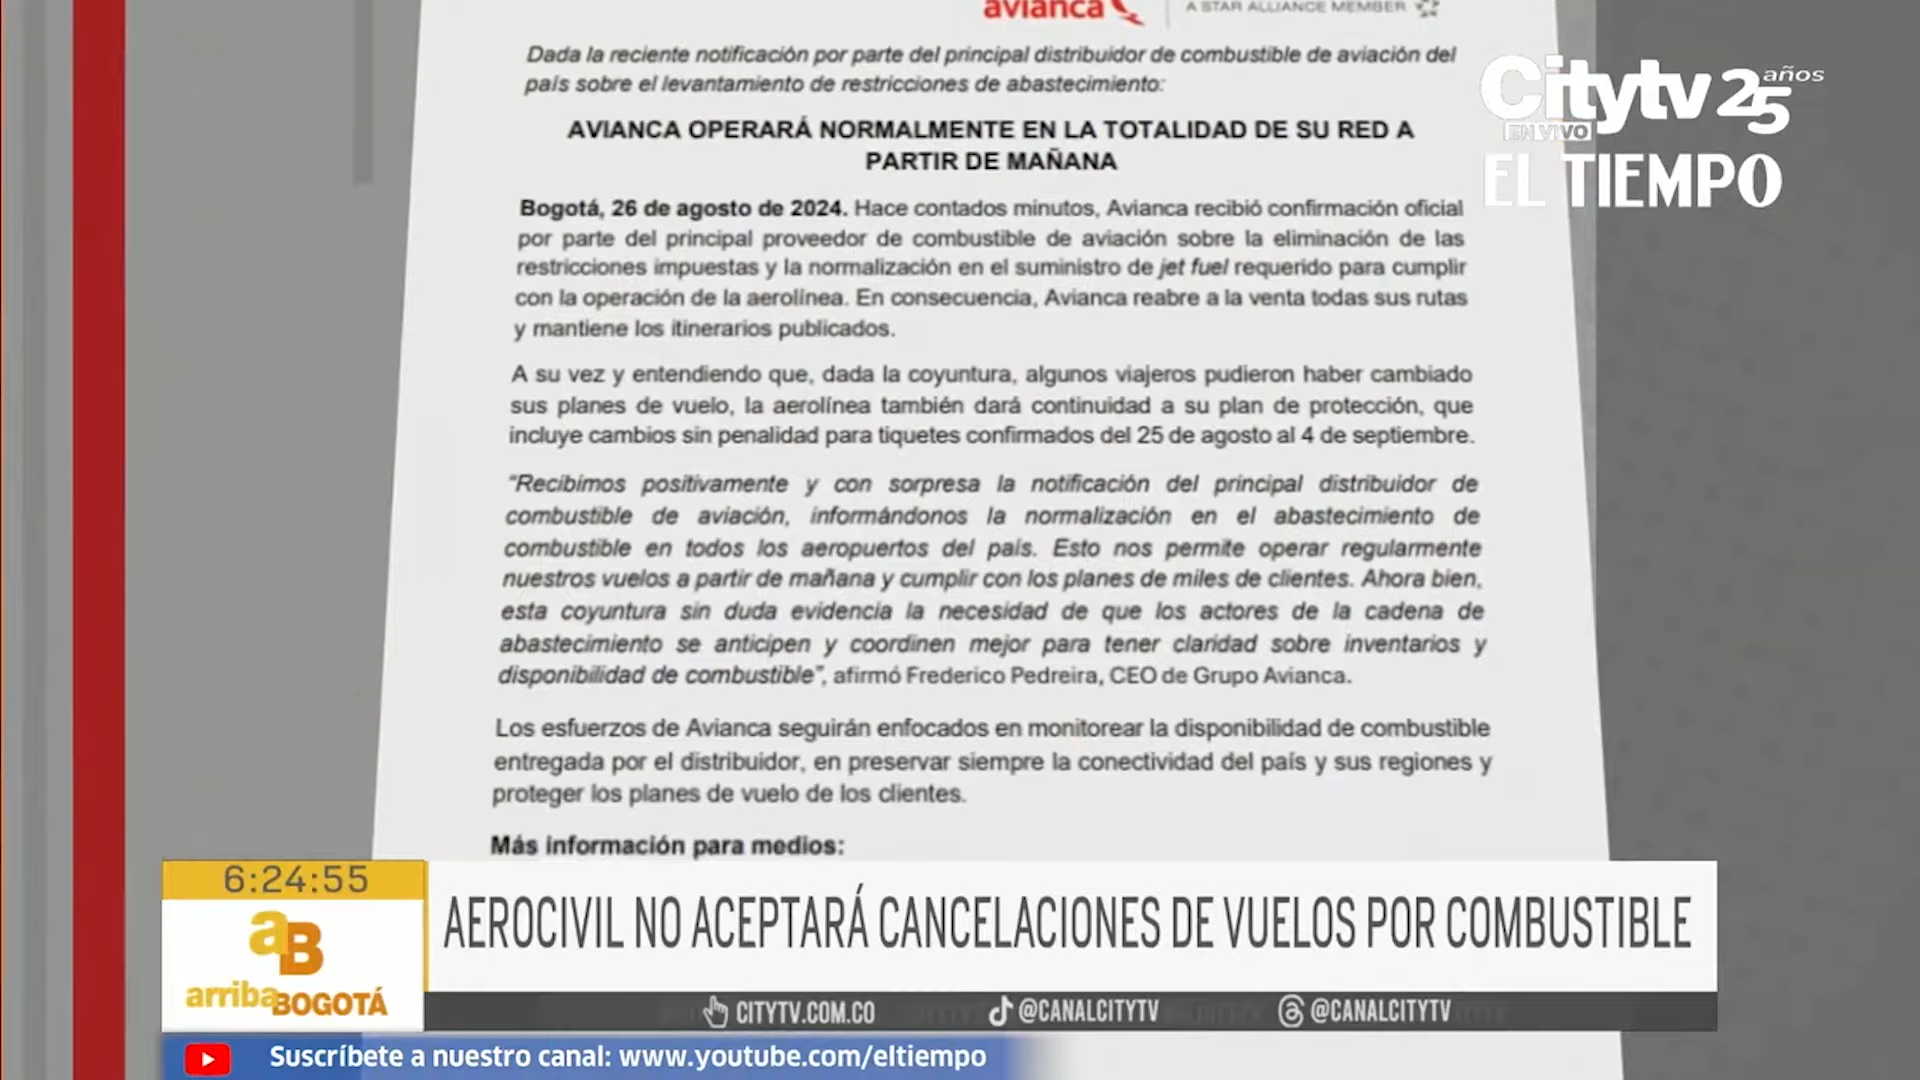 avianca
A STAR ALLIANCE MEMBER
Dada la reciente notificación por parte del principal distribuidor de combustible de aviación del
país sobre el levantamiento de restricciones de abastecimiento:
AVIANCA OPERARÁ NORMALMENTE EN LA TOTALIDAD DE SU RED A
PARTIR DE MAÑANA
Bogotá, 26 de agosto de 2024. Hace contados minutos, Avianca recibió confirmación oficial
por parte del principal proveedor de combustible de aviación sobre la eliminación de las
restricciones impuestas y la normalización en el suministro de jet fuel requerido para cumplir
con la operación de la aerolínea. En consecuencia, Avianca reabre a la venta todas sus rutas
y mantiene los itinerarios publicados.
A su vez y entendiendo que, dada la coyuntura, algunos viajeros pudieron haber cambiado
sus planes de vuelo, la aerolínea también dará continuidad a su plan de protección, que
incluye cambios sin penalidad para tiquetes confirmados del 25 de agosto al 4 de septiembre.
“Recibimos positivamente y con sorpresa la notificación del principal distribuidor de
combustible de aviación, informándonos la normalización en el abastecimiento de
combustible en todos los aeropuertos del país. Esto nos permite operar regularmente
nuestros vuelos a partir de mañana y cumplir con los planes de miles de clientes. Ahora bien,
esta coyuntura sin duda evidencia la necesidad de que los actores de la cadena de
abastecimiento se anticipen y coordinen mejor para tener claridad sobre inventarios y
disponibilidad de combustible”, afirmó Frederico Pedreira, CEO de Grupo Avianca.
Los esfuerzos de Avianca seguirán enfocados en monitorear la disponibilidad de combustible
entregada por el distribuidor, en preservar siempre la conectividad del país y sus regiones y
proteger los planes de vuelo de los clientes.
Más información para medios:
Citytv 25 años
EN VIVO
EL TIEMPO
6:24:55
aB
arriba BOGOTÁ
AEROCIVIL NO ACEPTARÁ CANCELACIONES DE VUELOS POR COMBUSTIBLE
CITYTV.COM.CO @CANALCITYTV @CANALCITYTV
Suscríbete a nuestro canal: www.youtube.com/eltiempo